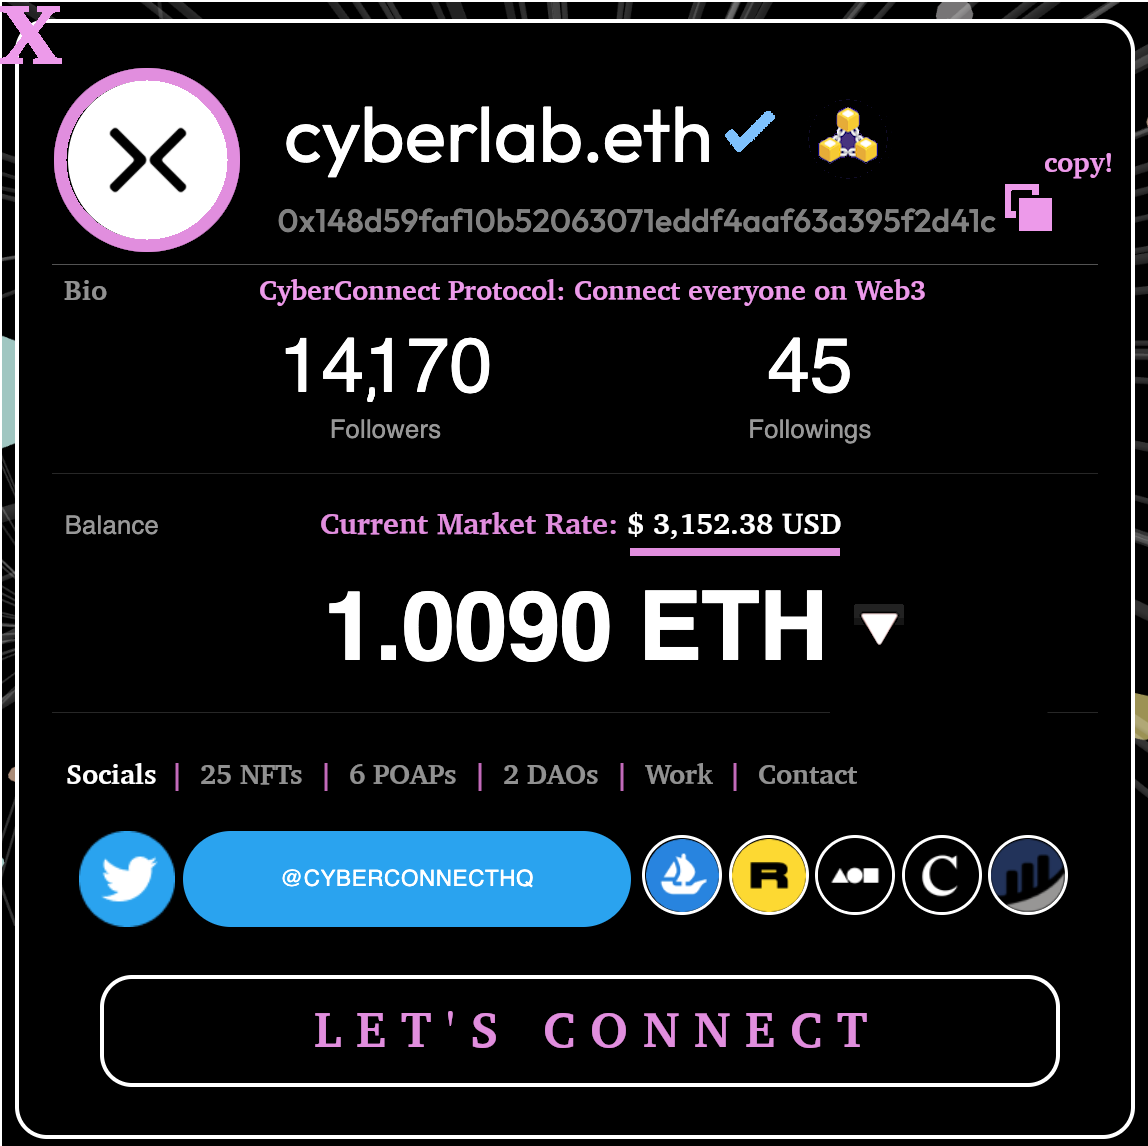 X
cyberlab.eth
copy!
0x148d59faf10b52063071eddf4aaf63a395f2d41c
Bio
CyberConnect Protocol: Connect everyone on Web3
14,170 45
Followers Followings
Balance
Current Market Rate: $ 3,152.38 USD
1.0090 ETH
Socials | 25 NFTs | 6 POAPs | 2 DAOs | Work | Contact
@CYBERCONNECTHQ
R
C
LET'S CONNECT